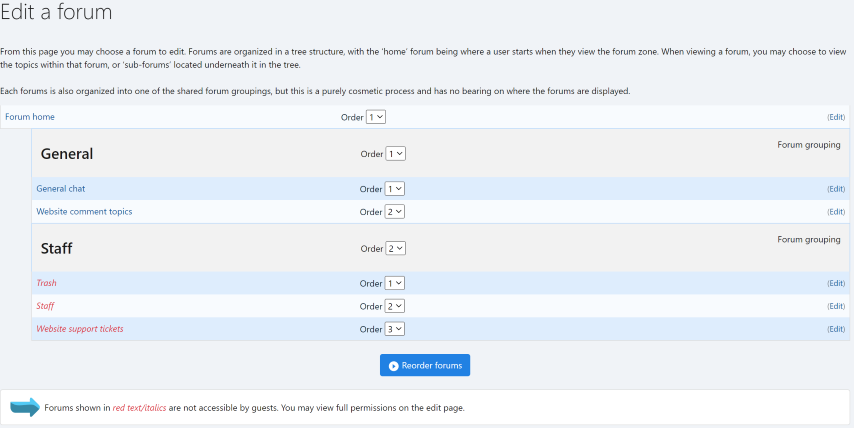 Edit a forum
From this page you may choose a forum to edit. Forums are organized in a tree structure, with the 'home' forum being where a user starts when they view the forum zone. When viewing a forum, you may choose to view
the topics within that forum, or 'sub-forums' located underneath it in the tree.
Each forums is also organized into one of the shared forum groupings, but this is a purely cosmetic process and has no bearing on where the forums are displayed.
Forum home Order 1 (Edit)
General Order 1 Forum grouping
General chat Order 1 (Edit)
Website comment topics Order 2 (Edit)
Staff Order 2 Forum grouping
Trash Order 1 (Edit)
Staff Order 2 (Edit)
Website support tickets Order 3 (Edit)
Reorder forums
Forums shown in red text/italics are not accessible by guests. You may view full permissions on the edit page.